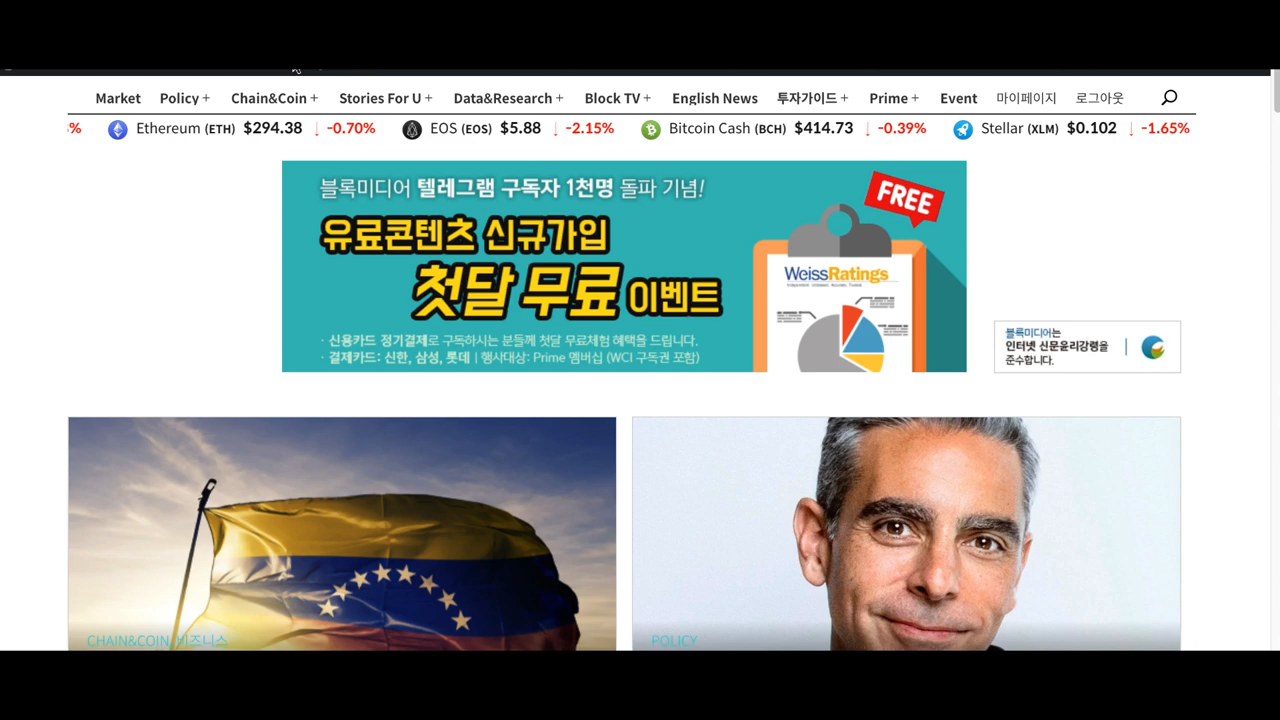 Market Policy + Chain&Coin + Stories For U + Data&Research + Block TV + English News 투자가이드 + Prime + Event 마이페이지 로그아웃
% Ethereum (ETH) $294.38 ↓ -0.70% EOS (EOS) $5.88 ↓ -2.15% Bitcoin Cash (BCH) $414.73 ↓ -0.39% Stellar (XLM) $0.102 ↓ -1.65%
블록미디어 텔레그램 구독자 1천명 돌파 기념!
FREE
유료콘텐츠 신규가입
첫달 무료 이벤트
WeissRatings
· 신용카드 정기결제로 구독하시는 분들께 첫달 무료체험 혜택을 드립니다.
· 결제카드: 신한, 삼성, 롯데 | 행사대상: Prime 멤버십 (WCI 구독권 포함)
블록미디어는
인터넷 신문윤리강령을
준수합니다.
CHAIN&COIN, 비즈니스
POLICY